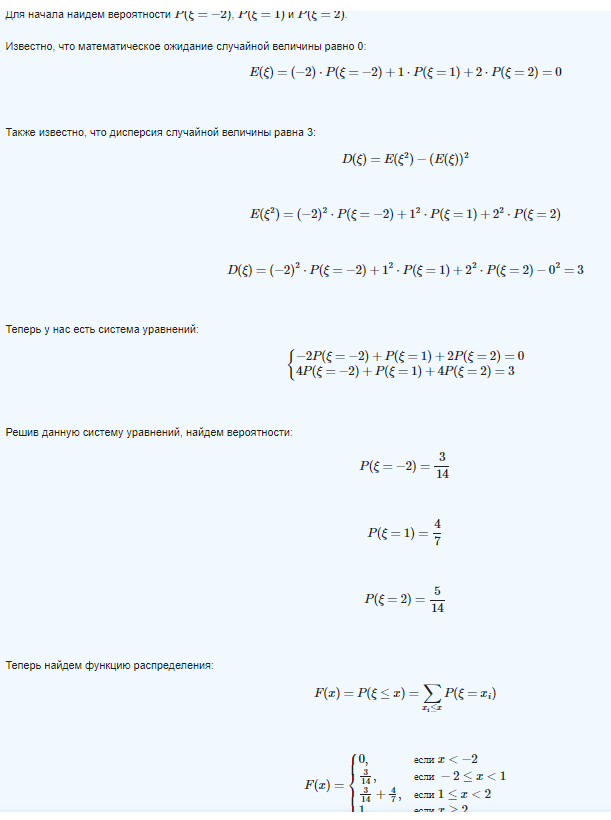 Для начала найдем вероятности P(ξ = −2), P(ξ = 1) и P(ξ = 2).
Известно, что математическое ожидание случайной величины равно 0:
E(ξ) = (−2) · P(ξ = −2) + 1 · P(ξ = 1) + 2 · P(ξ = 2) = 0
Также известно, что дисперсия случайной величины равна 3:
D(ξ) = E(ξ²) − (E(ξ))²
E(ξ²) = (−2)² · P(ξ = −2) + 1² · P(ξ = 1) + 2² · P(ξ = 2)
D(ξ) = (−2)² · P(ξ = −2) + 1² · P(ξ = 1) + 2² · P(ξ = 2) − 0² = 3
Теперь у нас есть система уравнений:
{−2P(ξ = −2) + P(ξ = 1) + 2P(ξ = 2) = 0
4P(ξ = −2) + P(ξ = 1) + 4P(ξ = 2) = 3
Решив данную систему уравнений, найдем вероятности:
P(ξ = −2) = 3/14
P(ξ = 1) = 4/7
P(ξ = 2) = 5/14
Теперь найдем функцию распределения:
F(x) = P(ξ ≤ x) = ∑_{xᵢ≤x} P(ξ = xᵢ)
F(x) = {0, если x < −2
3/14, если −2 ≤ x < 1
3/14 + 4/7, если 1 ≤ x < 2
1, если x ≥ 2